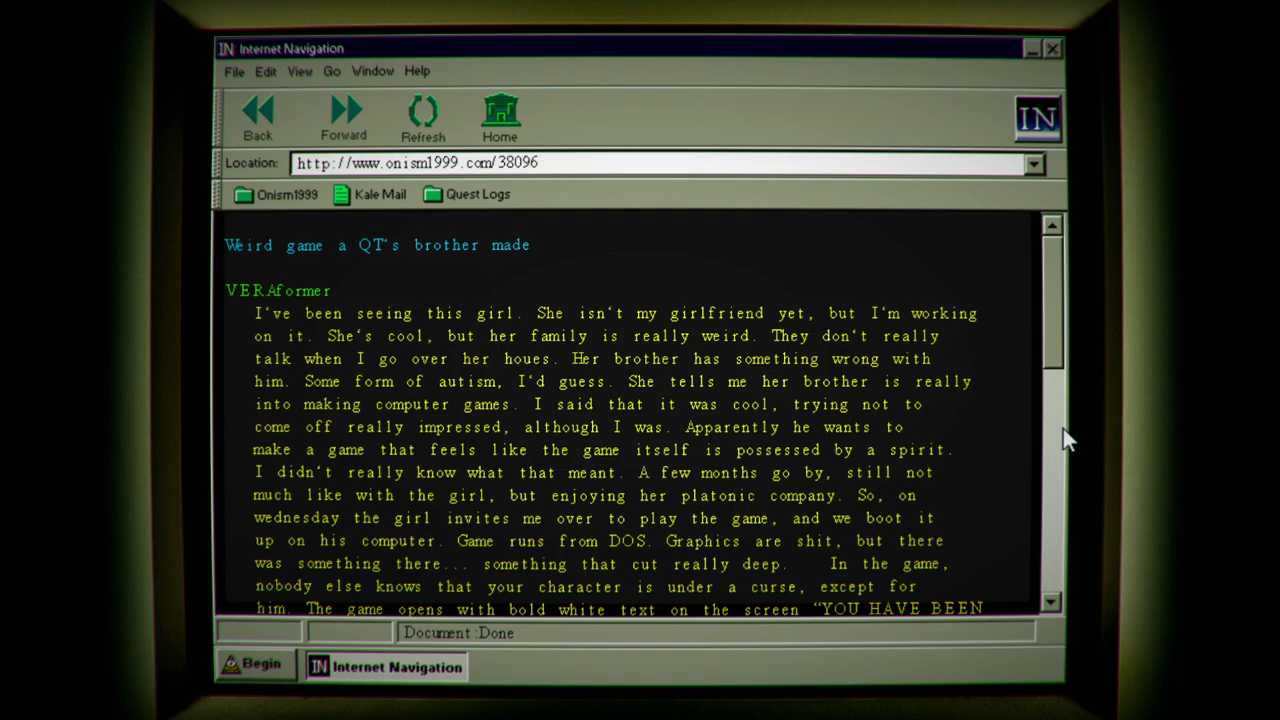 IN Internet Navigation
File Edit View Go Window Help
Back Forward Refresh Home
IN
Location: http://www.onism1999.com/38096
Onism1999 Kale Mail Quest Logs
Weird game a QT's brother made
VERAformer
I've been seeing this girl. She isn't my girlfriend yet, but I'm working
on it. She's cool, but her family is really weird. They don't really
talk when I go over her houes. Her brother has something wrong with
him. Some form of autism, I'd guess. She tells me her brother is really
into making computer games. I said that it was cool, trying not to
come off really impressed, although I was. Apparently he wants to
make a game that feels like the game itself is possessed by a spirit.
I didn't really know what that meant. A few months go by, still not
much like with the girl, but enjoying her platonic company. So, on
wednesday the girl invites me over to play the game, and we boot it
up on his computer. Game runs from DOS. Graphics are shit, but there
was something there... something that cut really deep. In the game,
nobody else knows that your character is under a curse, except for
him. The game opens with bold white text on the screen "YOU HAVE BEEN
Document :Done
Begin IN Internet Navigation